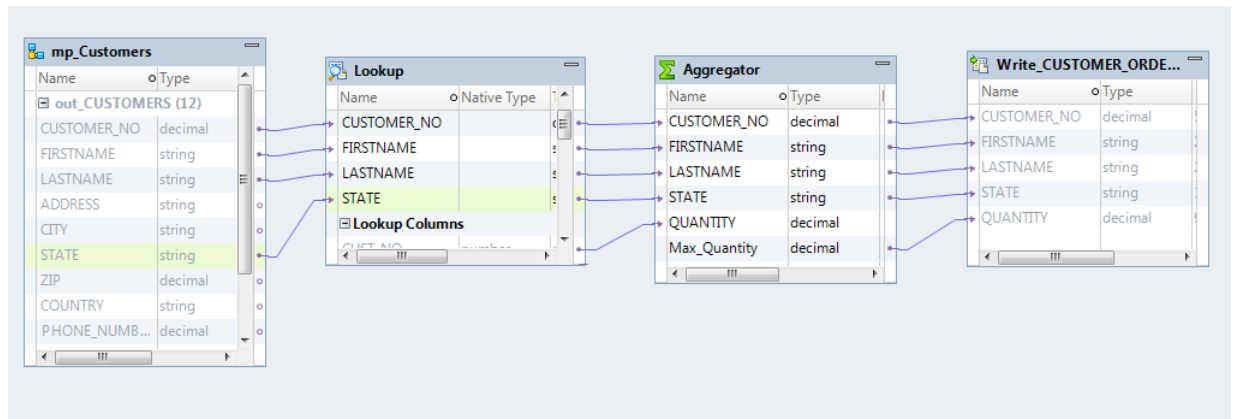 mp_Customers
Name Type
out_CUSTOMERS (12)
CUSTOMER_NO decimal
FIRSTNAME string
LASTNAME string
ADDRESS string
CITY string
STATE string
ZIP decimal
COUNTRY string
PHONE_NUMB... decimal
Lookup
Name Native Type
CUSTOMER_NO
FIRSTNAME
LASTNAME
STATE
Lookup Columns
Aggregator
Name Type
CUSTOMER_NO decimal
FIRSTNAME string
LASTNAME string
STATE string
QUANTITY decimal
Max_Quantity decimal
Write_CUSTOMER_ORDE...
Name Type
CUSTOMER_NO decimal
FIRSTNAME string
LASTNAME string
STATE string
QUANTITY decimal